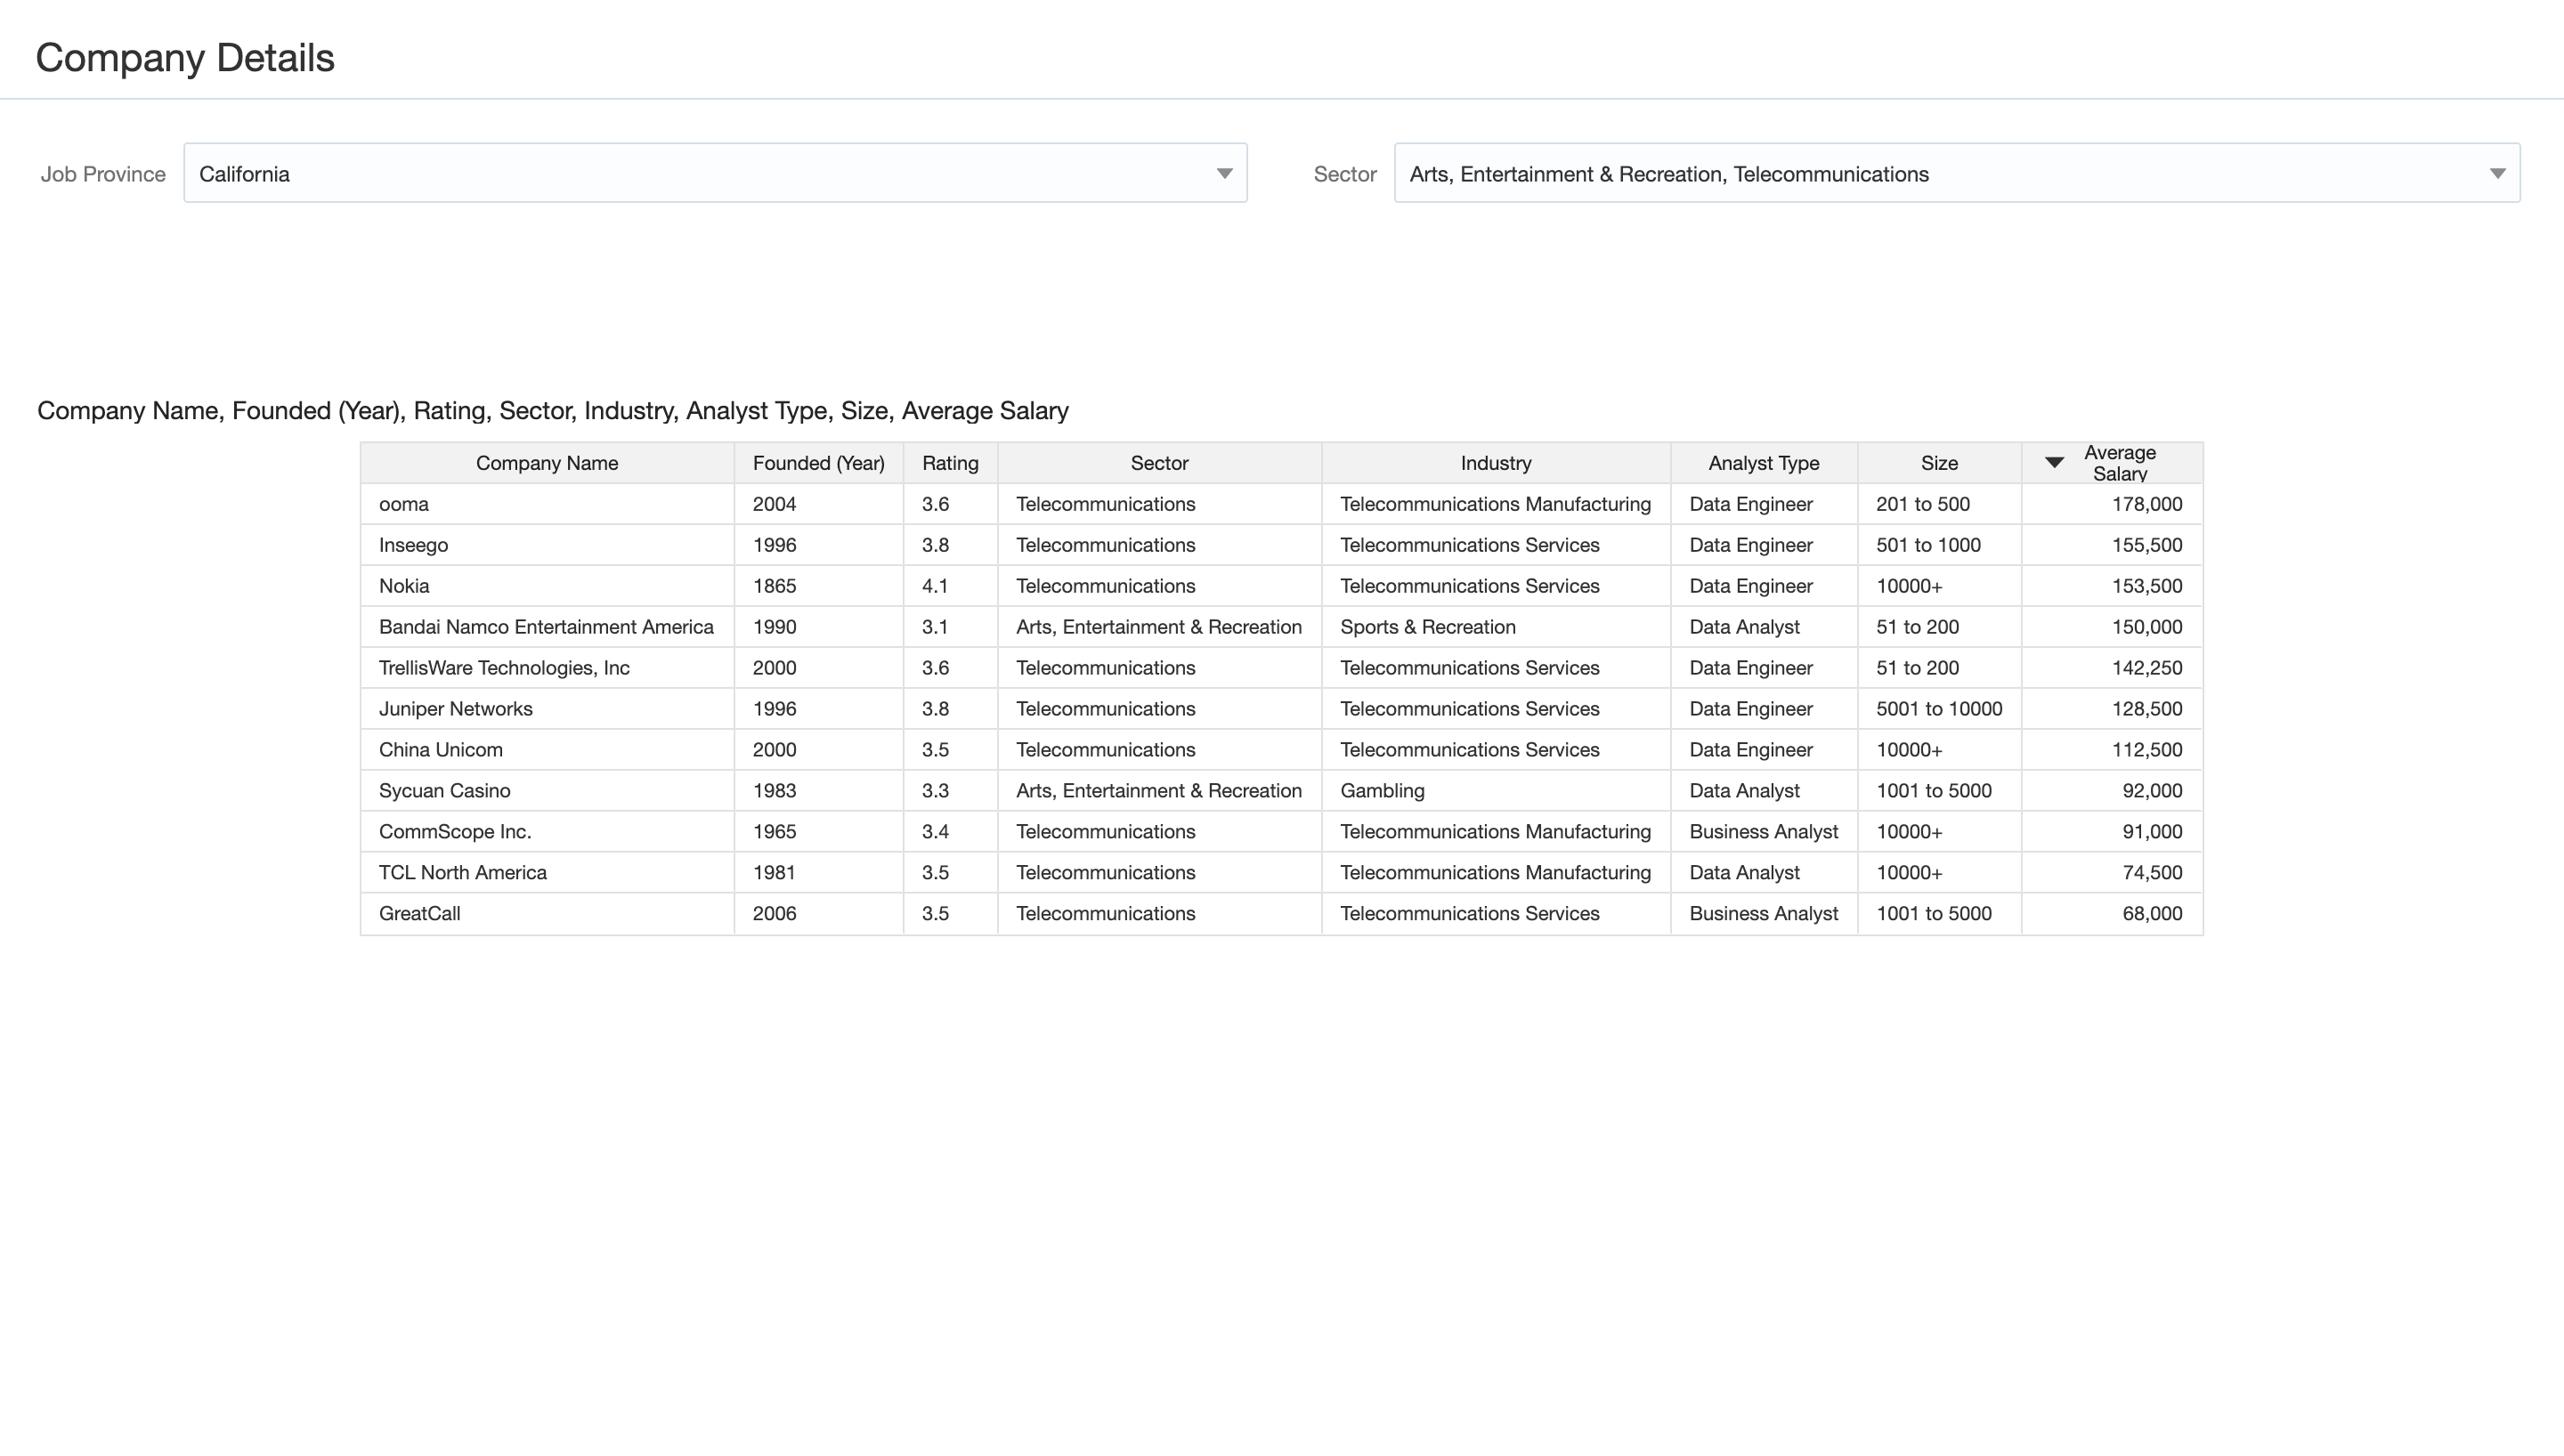 Company Details
Job Province California Sector Arts, Entertainment & Recreation, Telecommunications
Company Name, Founded (Year), Rating, Sector, Industry, Analyst Type, Size, Average Salary
Company Name Founded (Year) Rating Sector Industry Analyst Type Size Average Salary
ooma 2004 3.6 Telecommunications Telecommunications Manufacturing Data Engineer 201 to 500 178,000
Inseego 1996 3.8 Telecommunications Telecommunications Services Data Engineer 501 to 1000 155,500
Nokia 1865 4.1 Telecommunications Telecommunications Services Data Engineer 10000+ 153,500
Bandai Namco Entertainment America 1990 3.1 Arts, Entertainment & Recreation Sports & Recreation Data Analyst 51 to 200 150,000
TrellisWare Technologies, Inc 2000 3.6 Telecommunications Telecommunications Services Data Engineer 51 to 200 142,250
Juniper Networks 1996 3.8 Telecommunications Telecommunications Services Data Engineer 5001 to 10000 128,500
China Unicom 2000 3.5 Telecommunications Telecommunications Services Data Engineer 10000+ 112,500
Sycuan Casino 1983 3.3 Arts, Entertainment & Recreation Gambling Data Analyst 1001 to 5000 92,000
CommScope Inc. 1965 3.4 Telecommunications Telecommunications Manufacturing Business Analyst 10000+ 91,000
TCL North America 1981 3.5 Telecommunications Telecommunications Manufacturing Data Analyst 10000+ 74,500
GreatCall 2006 3.5 Telecommunications Telecommunications Services Business Analyst 1001 to 5000 68,000